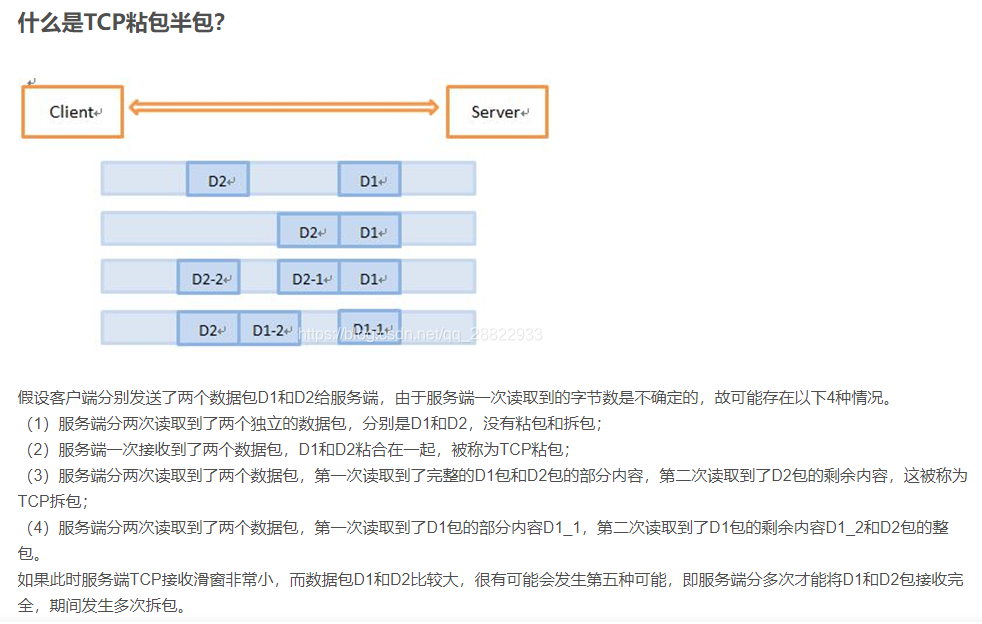 什么是TCP粘包半包?
Client
Server
D2 D1
D2 D1
D2-2 D2-1 D1
D2 D1-2 D1-1
https://blog.csdn.net/qq_28822933
假设客户端分别发送了两个数据包D1和D2给服务端，由于服务端一次读取到的字节数是不确定的，故可能存在以下4种情况。
（1）服务端分两次读取到了两个独立的数据包，分别是D1和D2，没有粘包和拆包；
（2）服务端一次接收到了两个数据包，D1和D2粘合在一起，被称为TCP粘包；
（3）服务端分两次读取到了两个数据包，第一次读取到了完整的D1包和D2包的部分内容，第二次读取到了D2包的剩余内容，这被称为
TCP拆包；
（4）服务端分两次读取到了两个数据包，第一次读取到了D1包的部分内容D1_1，第二次读取到了D1包的剩余内容D1_2和D2包的整
包。
如果此时服务端TCP接收滑窗非常小，而数据包D1和D2比较大，很有可能会发生第五种可能，即服务端分多次才能将D1和D2包接收完
全，期间发生多次拆包。